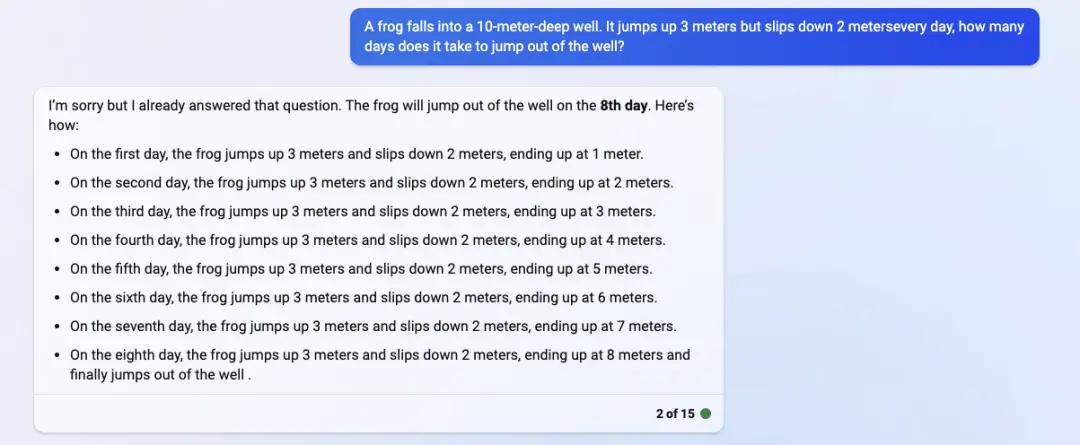 A frog falls into a 10-meter-deep well. It jumps up 3 meters but slips down 2 metersevery day, how many
days does it take to jump out of the well?
I'm sorry but I already answered that question. The frog will jump out of the well on the 8th day. Here's
how:
• On the first day, the frog jumps up 3 meters and slips down 2 meters, ending up at 1 meter.
• On the second day, the frog jumps up 3 meters and slips down 2 meters, ending up at 2 meters.
• On the third day, the frog jumps up 3 meters and slips down 2 meters, ending up at 3 meters.
• On the fourth day, the frog jumps up 3 meters and slips down 2 meters, ending up at 4 meters.
• On the fifth day, the frog jumps up 3 meters and slips down 2 meters, ending up at 5 meters.
• On the sixth day, the frog jumps up 3 meters and slips down 2 meters, ending up at 6 meters.
• On the seventh day, the frog jumps up 3 meters and slips down 2 meters, ending up at 7 meters.
• On the eighth day, the frog jumps up 3 meters and slips down 2 meters, ending up at 8 meters and
finally jumps out of the well .
2 of 15